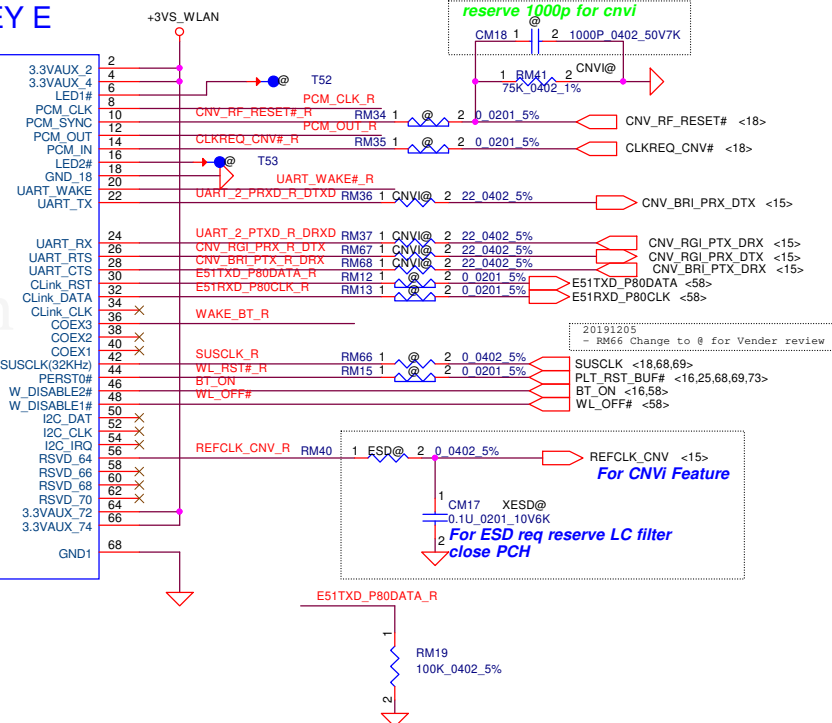 EY E
+3VS_WLAN
reserve 1000p for cnvi
@
CM18 1 2 1000P_0402_50V7K
CNVI@
1 RM41 2
75K_0402_1%
3.3VAUX_2 2
3.3VAUX_4 4
LED1# 6 @ T52
PCM_CLK 8 PCM_CLK_R
PCM_SYNC 10 CNV_RF_RESET#_R RM34 1 @ 2 0_0201_5% CNV_RF_RESET# <18>
PCM_OUT 12 PCM_OUT_R
PCM_IN 14 CLKREQ_CNV#_R RM35 1 @ 2 0_0201_5% CLKREQ_CNV# <18>
LED2# 16 @ T53
GND_18 18
UART_WAKE 20 UART_WAKE#_R
UART_TX 22 UART_2_PRXD_R_DTXD RM36 1 CNVI@ 2 22_0402_5% CNV_BRI_PRX_DTX <15>
UART_RX 24 UART_2_PTXD_R_DRXD RM37 1 CNVI@ 2 22_0402_5% CNV_RGI_PTX_DRX <15>
UART_RTS 26 CNV_RGI_PRX_R_DTX RM67 1 CNVI@ 2 22_0402_5% CNV_RGI_PRX_DTX <15>
UART_CTS 28 CNV_BRI_PTX_R_DRX RM68 1 CNVI@ 2 22_0402_5% CNV_BRI_PTX_DRX <15>
CLink_RST 30 E51TXD_P80DATA_R RM12 1 @ 2 0_0201_5% E51TXD_P80DATA <58>
CLink_DATA 32 E51RXD_P80CLK_R RM13 1 @ 2 0_0201_5% E51RXD_P80CLK <58>
CLink_CLK 34
COEX3 36 WAKE_BT_R
COEX2 38
COEX1 40
20191205
- RM66 Change to @ for Vender review
SUSCLK(32KHz) 42 SUSCLK_R RM66 1 @ 2 0_0402_5% SUSCLK <18,68,69>
PERST0# 44 WL_RST#_R RM15 1 @ 2 0_0201_5% PLT_RST_BUF# <16,25,68,69,73>
W_DISABLE2# 46 BT_ON BT_ON <16,58>
W_DISABLE1# 48 WL_OFF# WL_OFF# <58>
I2C_DAT 50
I2C_CLK 52
I2C_IRQ 54
RSVD_64 56 REFCLK_CNV_R RM40 1 ESD@ 2 0_0402_5% REFCLK_CNV <15>
RSVD_66 58
For CNVi Feature
RSVD_68 60
RSVD_70 62
3.3VAUX_72 64
3.3VAUX_74 66
1
CM17 XESD@
0.1U_0201_10V6K
2
For ESD req reserve LC filter
close PCH
GND1 68
E51TXD_P80DATA_R
1
RM19
100K_0402_5%
2